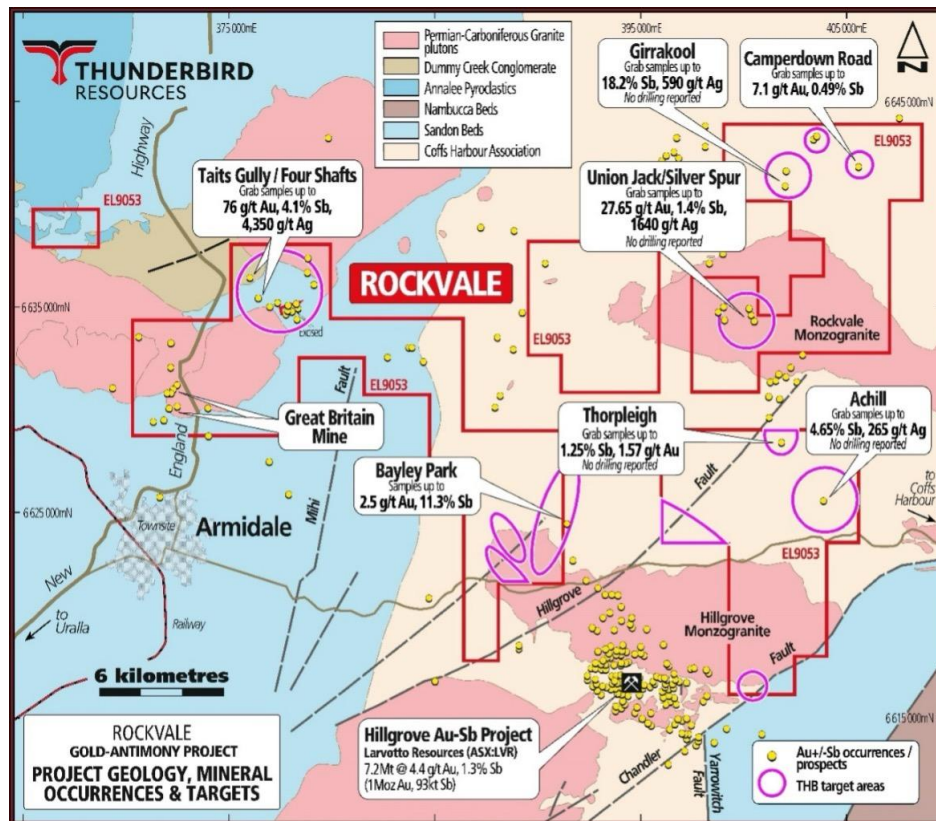 375 000mE
395 000mE
405 000mE
THUNDERBIRD
RESOURCES
Permian-Carboniferous Granite
plutons
Dummy Creek Conglomerate
Annalee Pyroclastics
Nambucca Beds
Sandon Beds
Coffs Harbour Association
N
Girrakool
Grab samples up to
18.2% Sb, 590 g/t Ag
No drilling reported
Camperdown Road
Grab samples up to
7.1 g/t Au, 0.49% Sb
6 645 000mN
EL9053
Highway
Taits Gully / Four Shafts
Grab samples up to
76 g/t Au, 4.1% Sb,
4,350 g/t Ag
Union Jack/Silver Spur
Grab samples up to
27.65 g/t Au, 1.4% Sb,
1640 g/t Ag
No drilling reported
EL9053
6 635 000mN
ROCKVALE
Excised
EL9053
Rockvale
Monzogranite
EL9053
EL9053
Fault
Great Britain
Mine
England
Thorpleigh
Grab samples up to
1.25% Sb, 1.57 g/t Au
No drilling reported
Achill
Grab samples up to
4.65% Sb, 265 g/t Ag
No drilling reported
Fault
Bayley Park
Samples up to
2.5 g/t Au, 11.3% Sb
to
Coffs
Harbour
6 625 000mN
Townsite
Armidale
Mihi
EL9053
New
Hillgrove
Hillgrove
Monzogranite
to
Uralla
Railway
Fault
6 kilometres
6 615 000mN
ROCKVALE
GOLD-ANTIMONY PROJECT
PROJECT GEOLOGY, MINERAL
OCCURRENCES & TARGETS
Hillgrove Au-Sb Project
Larvotto Resources (ASX:LVR)
7.2Mt @ 4.4 g/t Au, 1.3% Sb
(1Moz Au, 93kt Sb)
Chandler
Yarrowitch
Fault
Au+/-Sb occurrences /
prospects
THB target areas